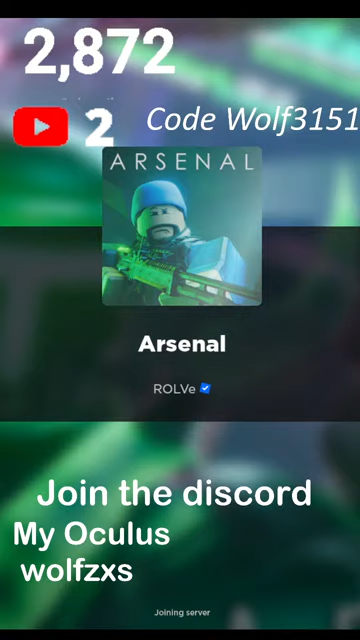 2,872
2
Code Wolf3151
ARSENAL
Arsenal
ROLVe
Join the discord
My Oculus
wolfzxs
Joining server